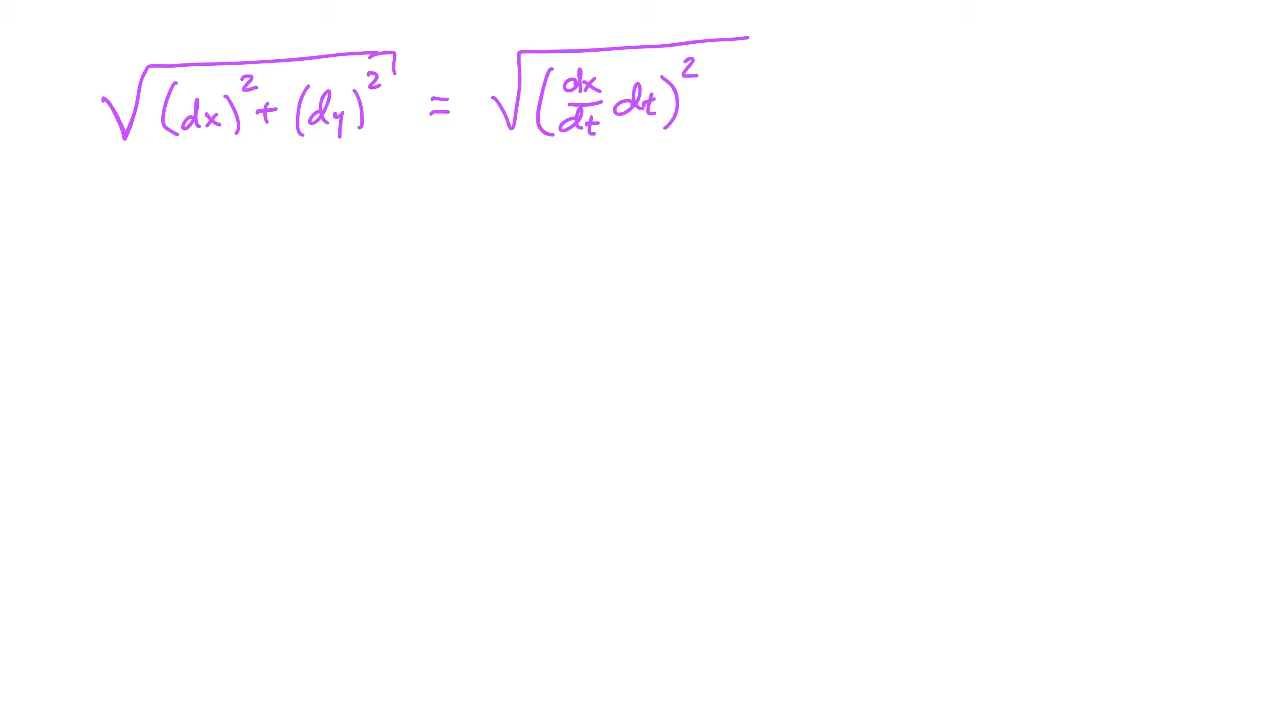 √((dx)² + (dy)²) = √((dx/dt dt)²